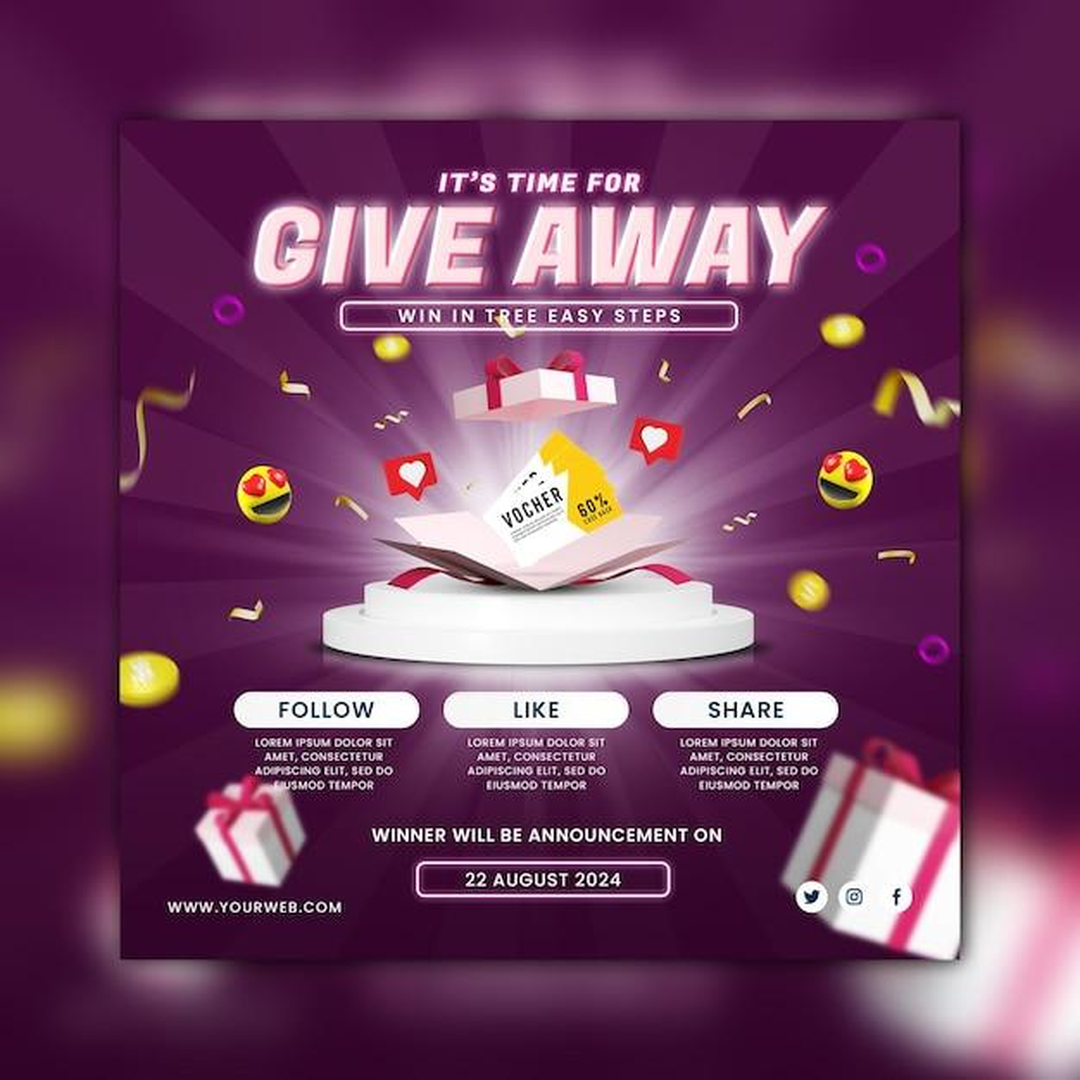 IT'S TIME FOR
GIVE AWAY
WIN IN TREE EASY STEPS
VOCHER
60%
FOLLOW
LIKE
SHARE
LOREM IPSUM DOLOR SIT
AMET, CONSECTETUR
ADIPISCING ELIT, SED DO
EIUSMOD TEMPOR
LOREM IPSUM DOLOR SIT
AMET, CONSECTETUR
ADIPISCING ELIT, SED DO
EIUSMOD TEMPOR
LOREM IPSUM DOLOR SIT
AMET, CONSECTETUR
ADIPISCING ELIT, SED DO
EIUSMOD TEMPOR
WINNER WILL BE ANNOUNCEMENT ON
22 AUGUST 2024
WWW.YOURWEB.COM